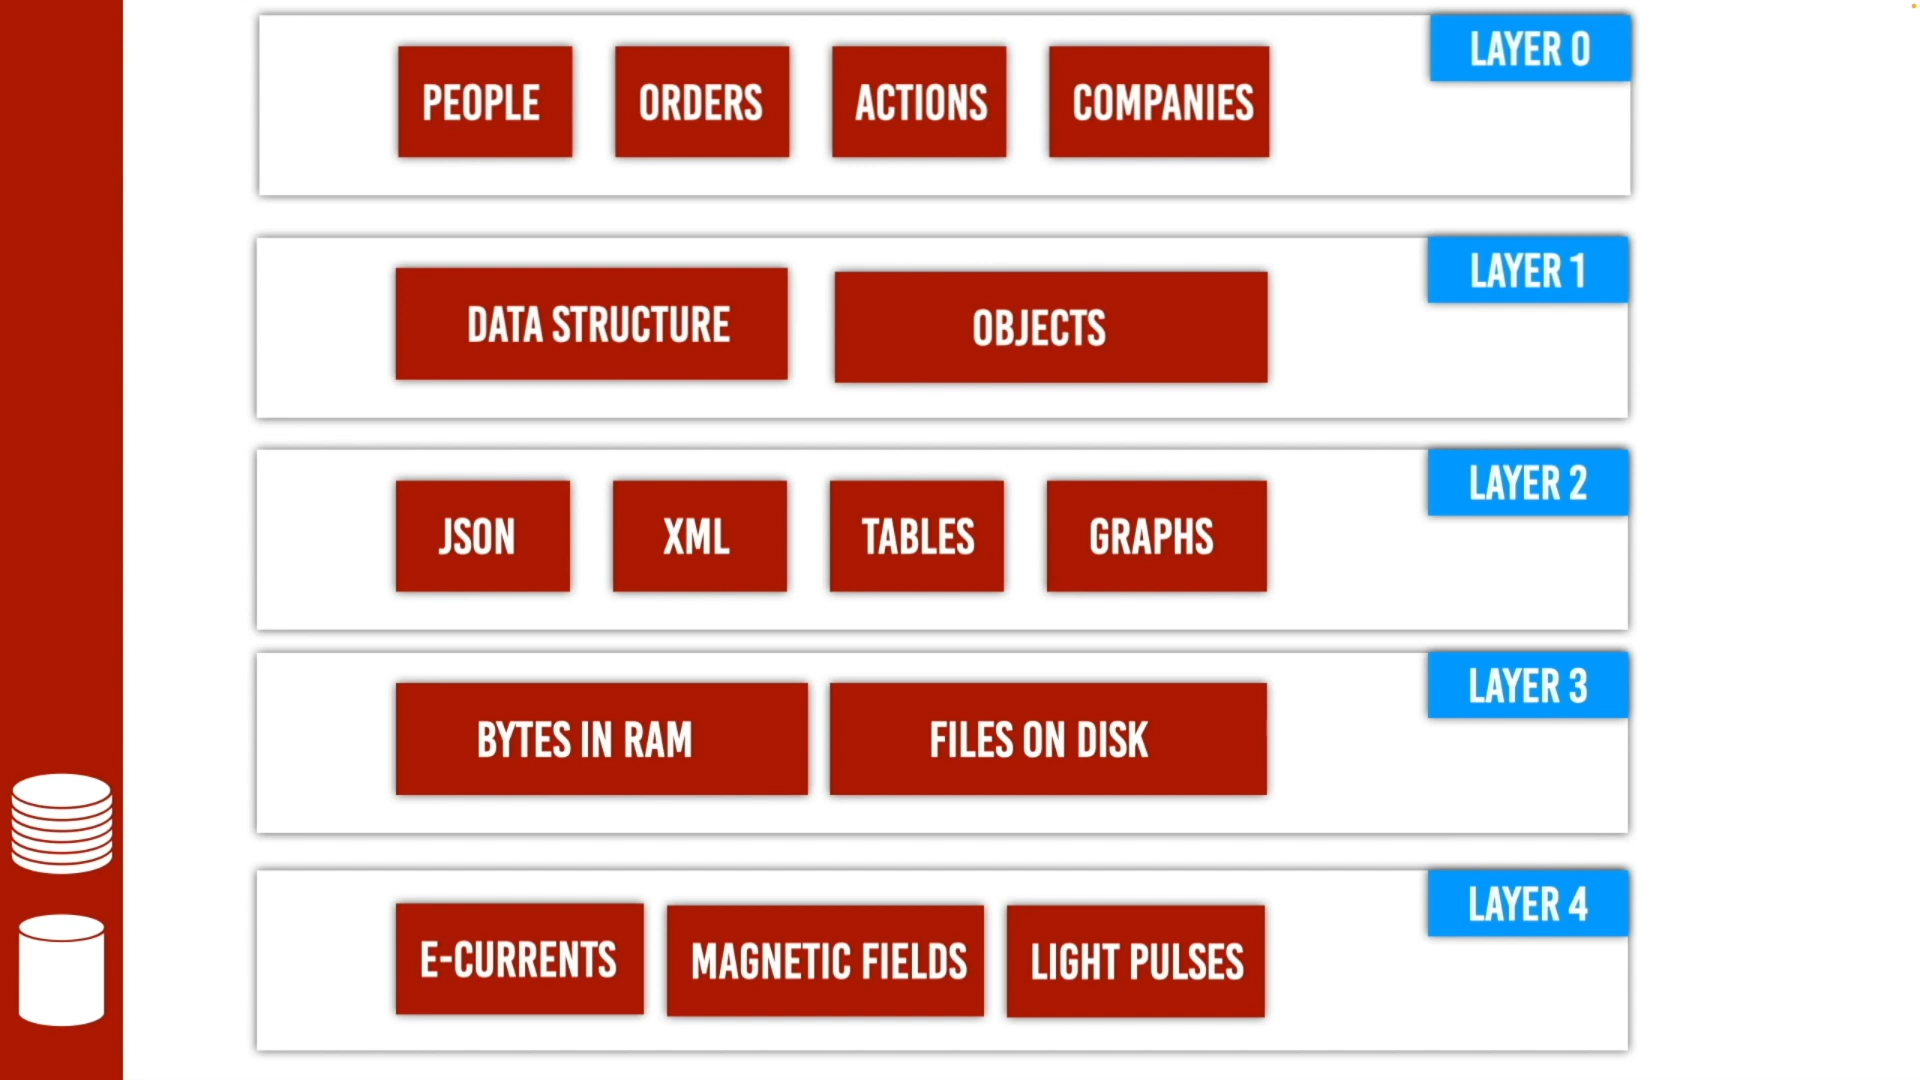 LAYER 0
PEOPLE ORDERS ACTIONS COMPANIES
LAYER 1
DATA STRUCTURE OBJECTS
LAYER 2
JSON XML TABLES GRAPHS
LAYER 3
BYTES IN RAM FILES ON DISK
LAYER 4
E-CURRENTS MAGNETIC FIELDS LIGHT PULSES